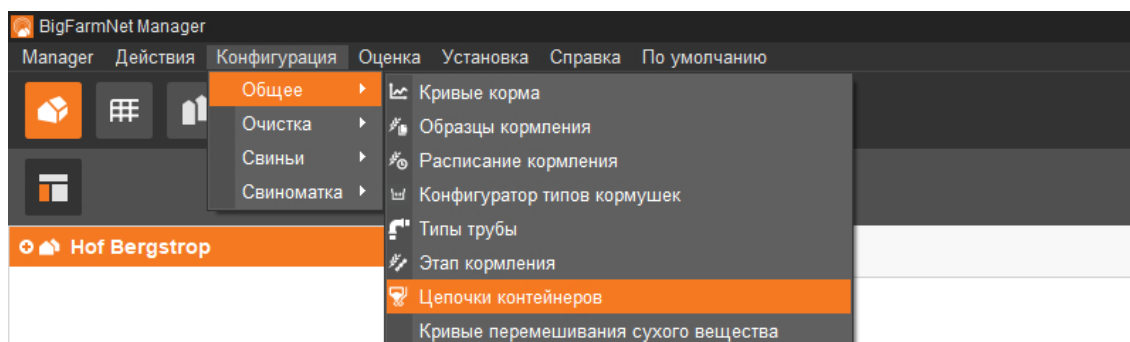 BigFarmNet Manager
Manager Действия Конфигурация Оценка Установка Справка По умолчанию
Общее
Очистка
Свиньи
Свиноматка
Кривые корма
Образцы кормления
Расписание кормления
Конфигуратор типов кормушек
Типы трубы
Этап кормления
Цепочки контейнеров
Кривые перемешивания сухого вещества
Hof Bergstrop